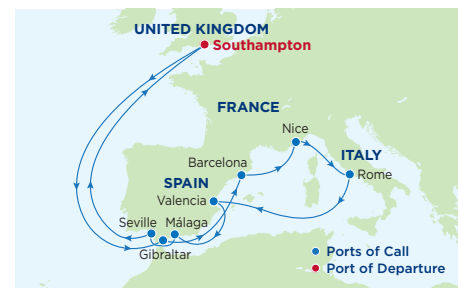 UNITED KINGDOM
Southampton
FRANCE
Nice
ITALY
Barcelona
Rome
SPAIN
Valencia
Seville Málaga
Gibraltar
Ports of Call
Port of Departure